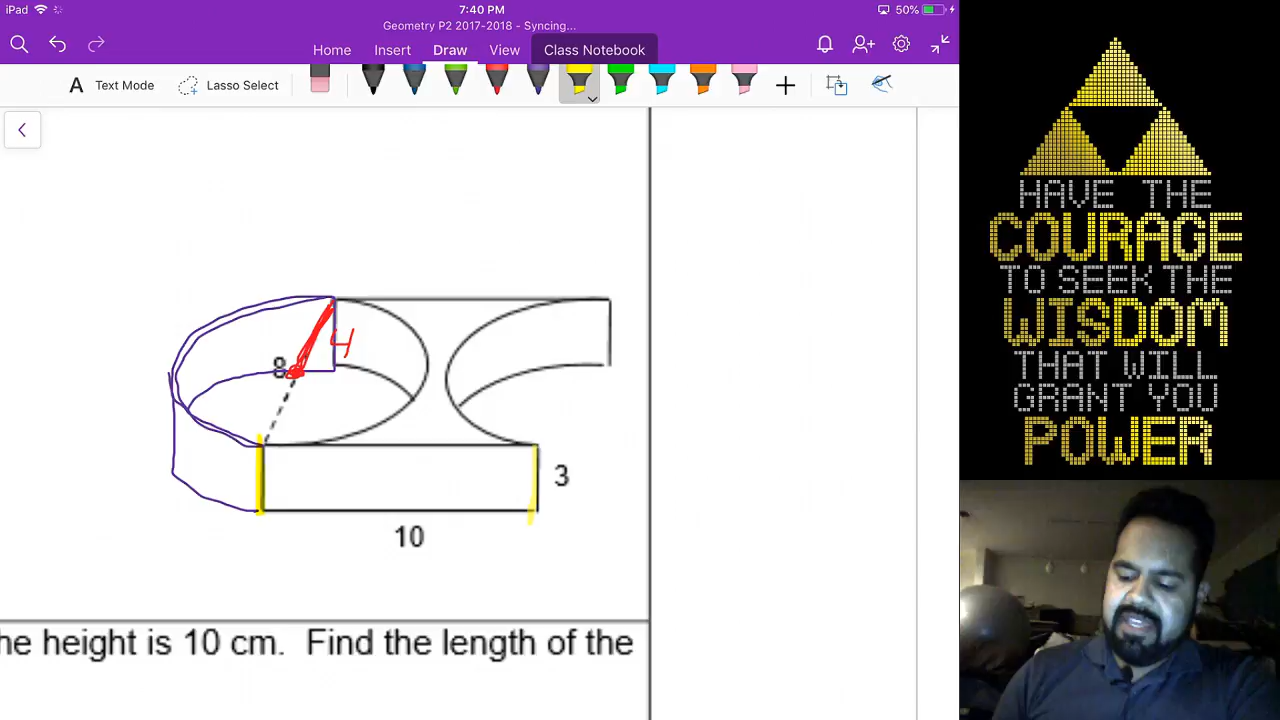 iPad
7:40 PM
50%
Geometry P2 2017-2018 - Syncing...
Home Insert Draw View Class Notebook
A Text Mode Lasso Select
8
4
3
10
he height is 10 cm. Find the length of the
HAVE THE
COURAGE
TO SEEK THE
WISDOM
THAT WILL
GRANT YOU
POWER